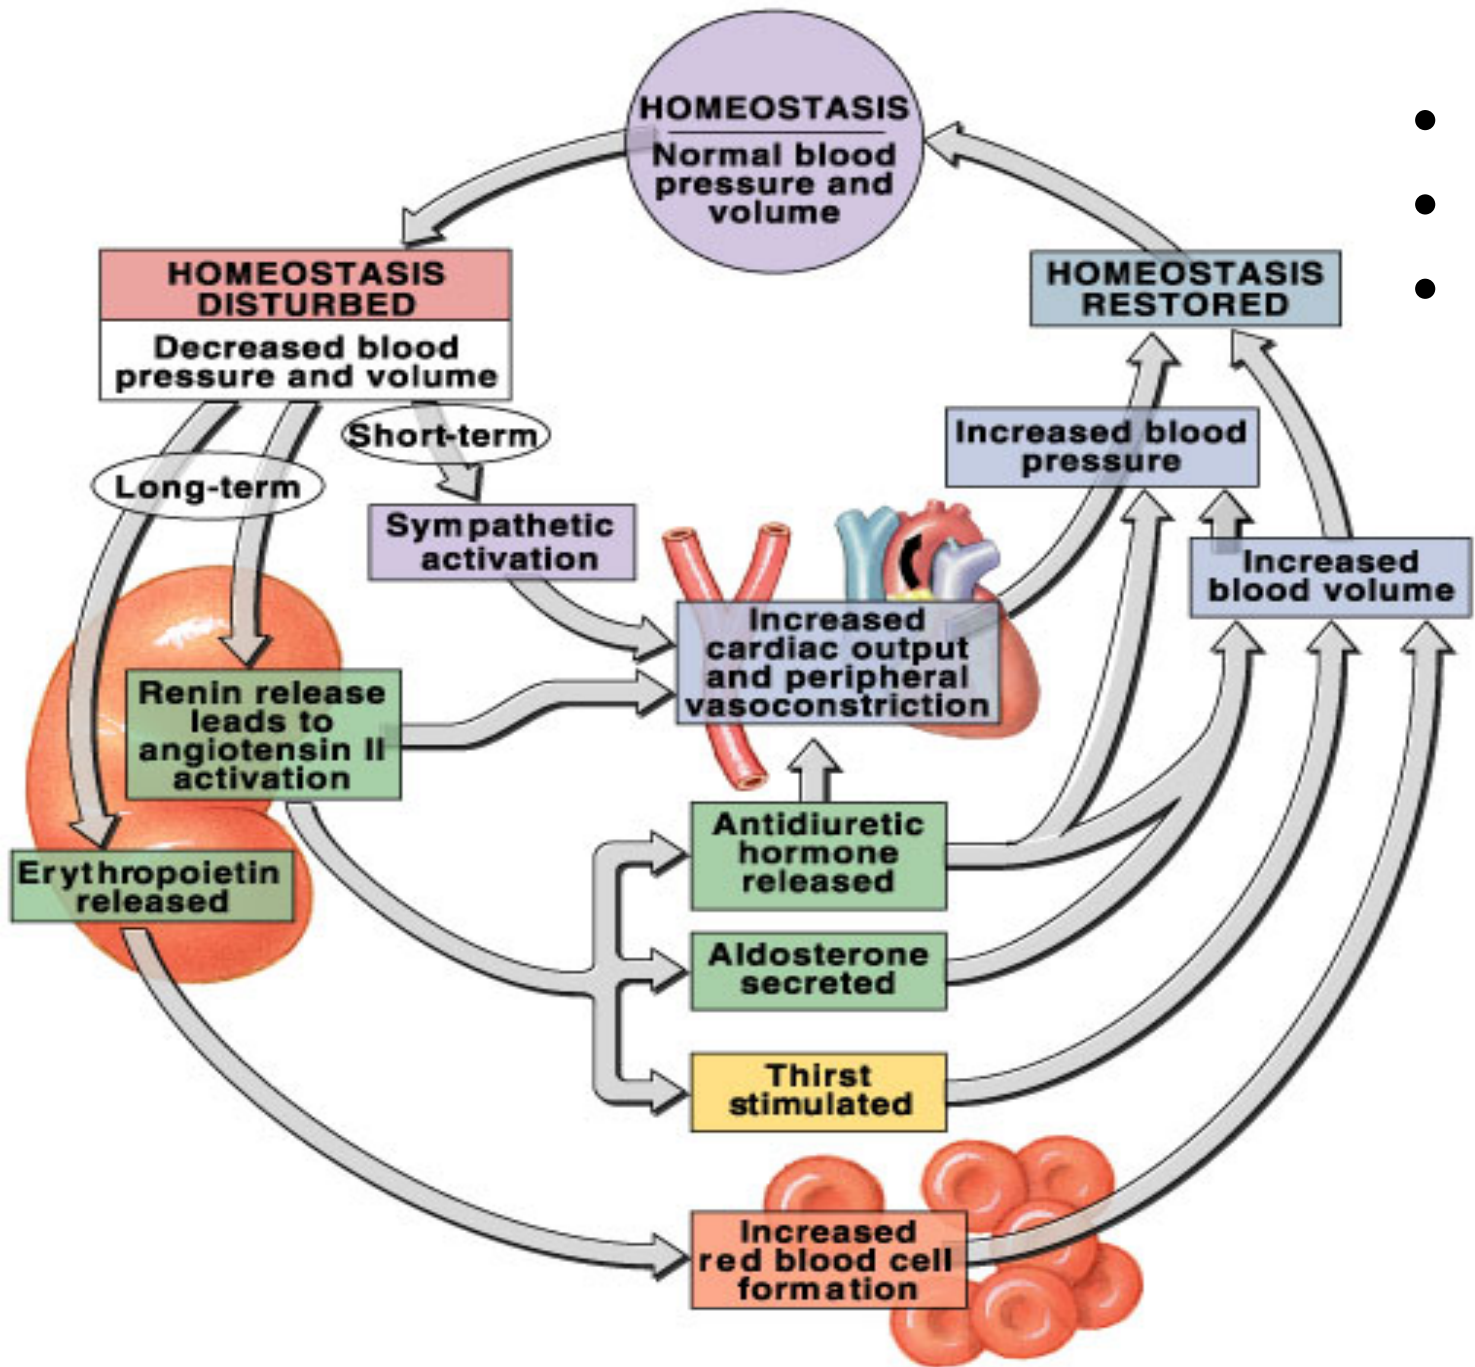 HOMEOSTASIS
Normal blood
pressure and
volume
HOMEOSTASIS
DISTURBED
Decreased blood
pressure and volume
HOMEOSTASIS
RESTORED
Short-term
Long-term
Increased blood
pressure
Sympathetic
activation
Increased
blood volume
Increased
cardiac output
and peripheral
vasoconstriction
Renin release
leads to
angiotensin II
activation
Antidiuretic
hormone
released
Erythropoietin
released
Aldosterone
secreted
Thirst
stimulated
Increased
red blood cell
formation